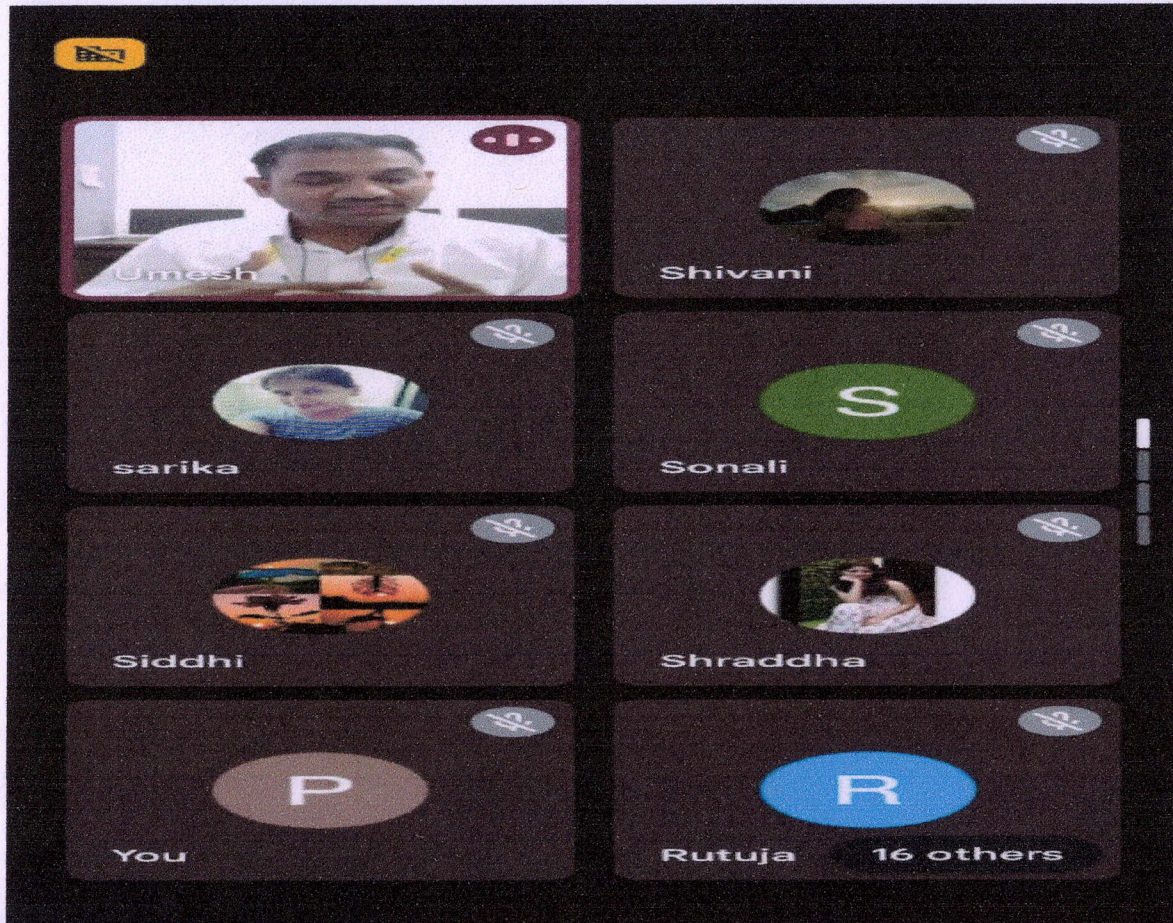 Umesh
Shivani
sarika
S
Sonali
Siddhi
Shraddha
P
You
R
Rutuja
16 others